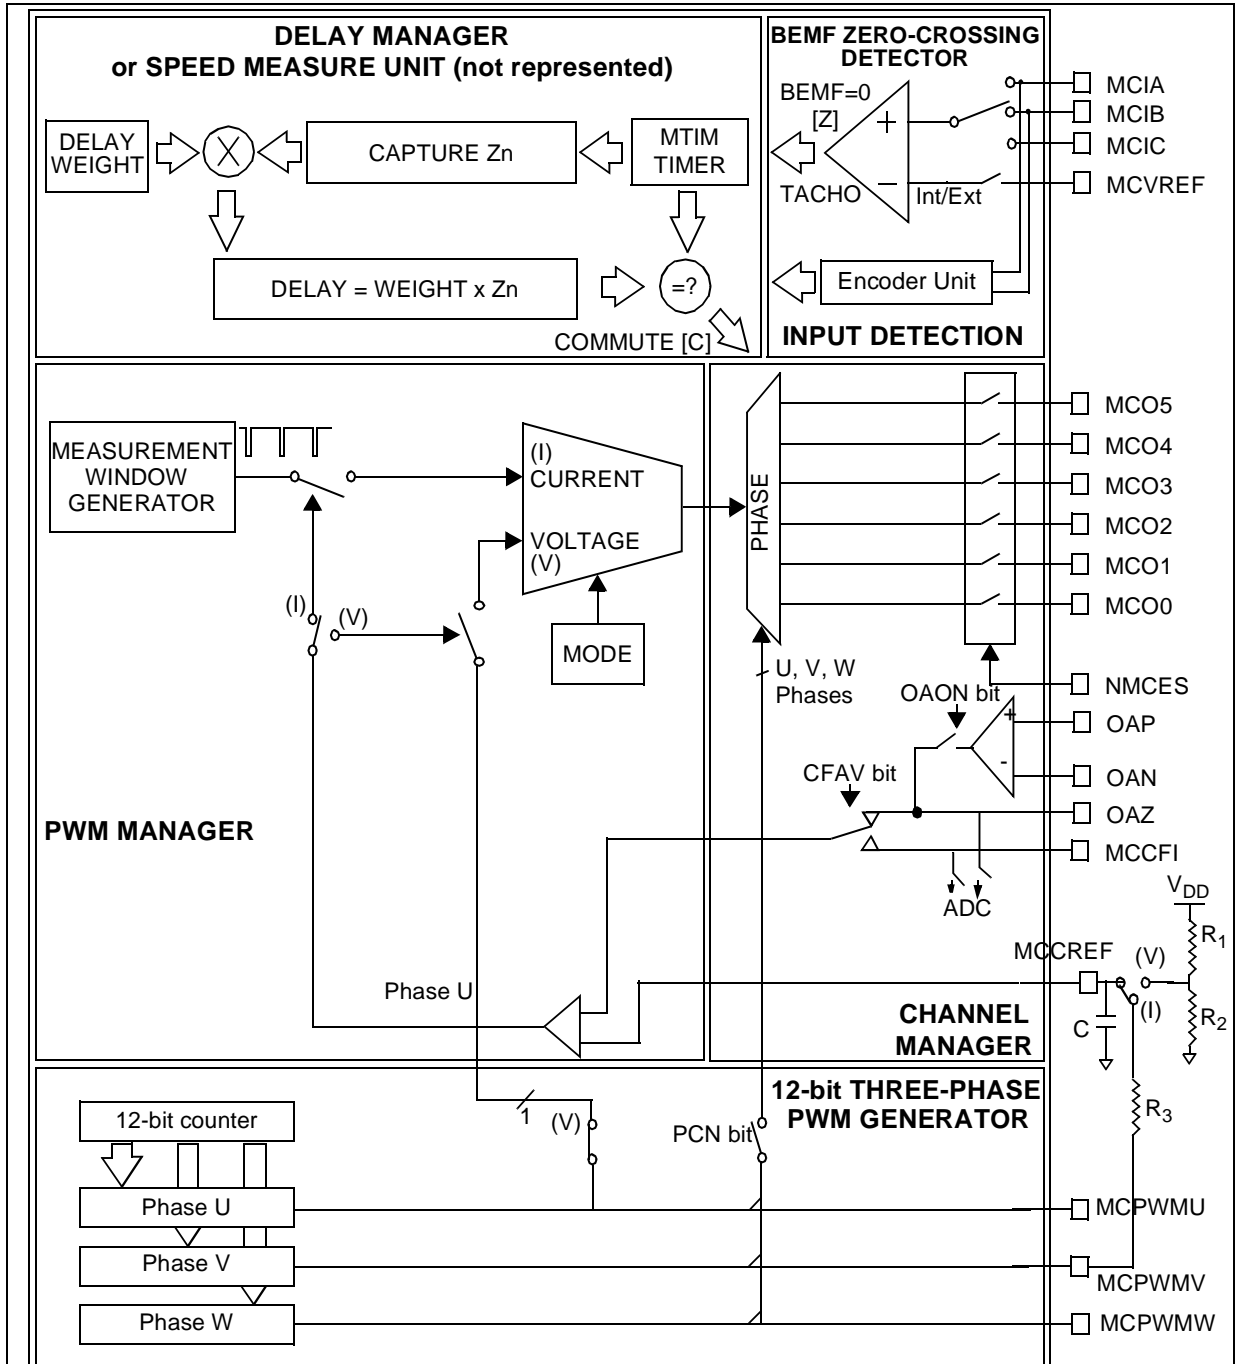 DELAY MANAGER
or SPEED MEASURE UNIT (not represented)
BEMF ZERO-CROSSING
DETECTOR
BEMF=0
[Z]
+
−
TACHO
Int/Ext
MCIA
MCIB
MCIC
MCVREF
DELAY
WEIGHT
X
CAPTURE Zn
MTIM
TIMER
DELAY = WEIGHT x Zn
=?
COMMUTE [C]
Encoder Unit
INPUT DETECTION
MEASUREMENT
WINDOW
GENERATOR
(I)
CURRENT
VOLTAGE
(V)
MODE
(I)
(V)
PHASE
MCO5
MCO4
MCO3
MCO2
MCO1
MCO0
NMCES
U, V, W
Phases
OAON bit
+
-
OAP
OAN
CFAV bit
OAZ
MCCFI
ADC
PWM MANAGER
VDD
R1
MCCREF
(V)
(I)
R2
C
Phase U
CHANNEL
MANAGER
R3
12-bit THREE-PHASE
PWM GENERATOR
12-bit counter
1
(V)
PCN bit
Phase U
MCPWMU
Phase V
MCPWMV
Phase W
MCPWMW